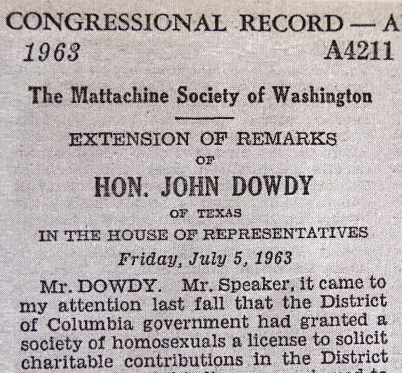 CONGRESSIONAL RECORD — A
1963 A4211
The Mattachine Society of Washington
EXTENSION OF REMARKS
OF
HON. JOHN DOWDY
OF TEXAS
IN THE HOUSE OF REPRESENTATIVES
Friday, July 5, 1963
Mr. DOWDY. Mr. Speaker, it came to
my attention last fall that the District
of Columbia government had granted a
society of homosexuals a license to solicit
charitable contributions in the District